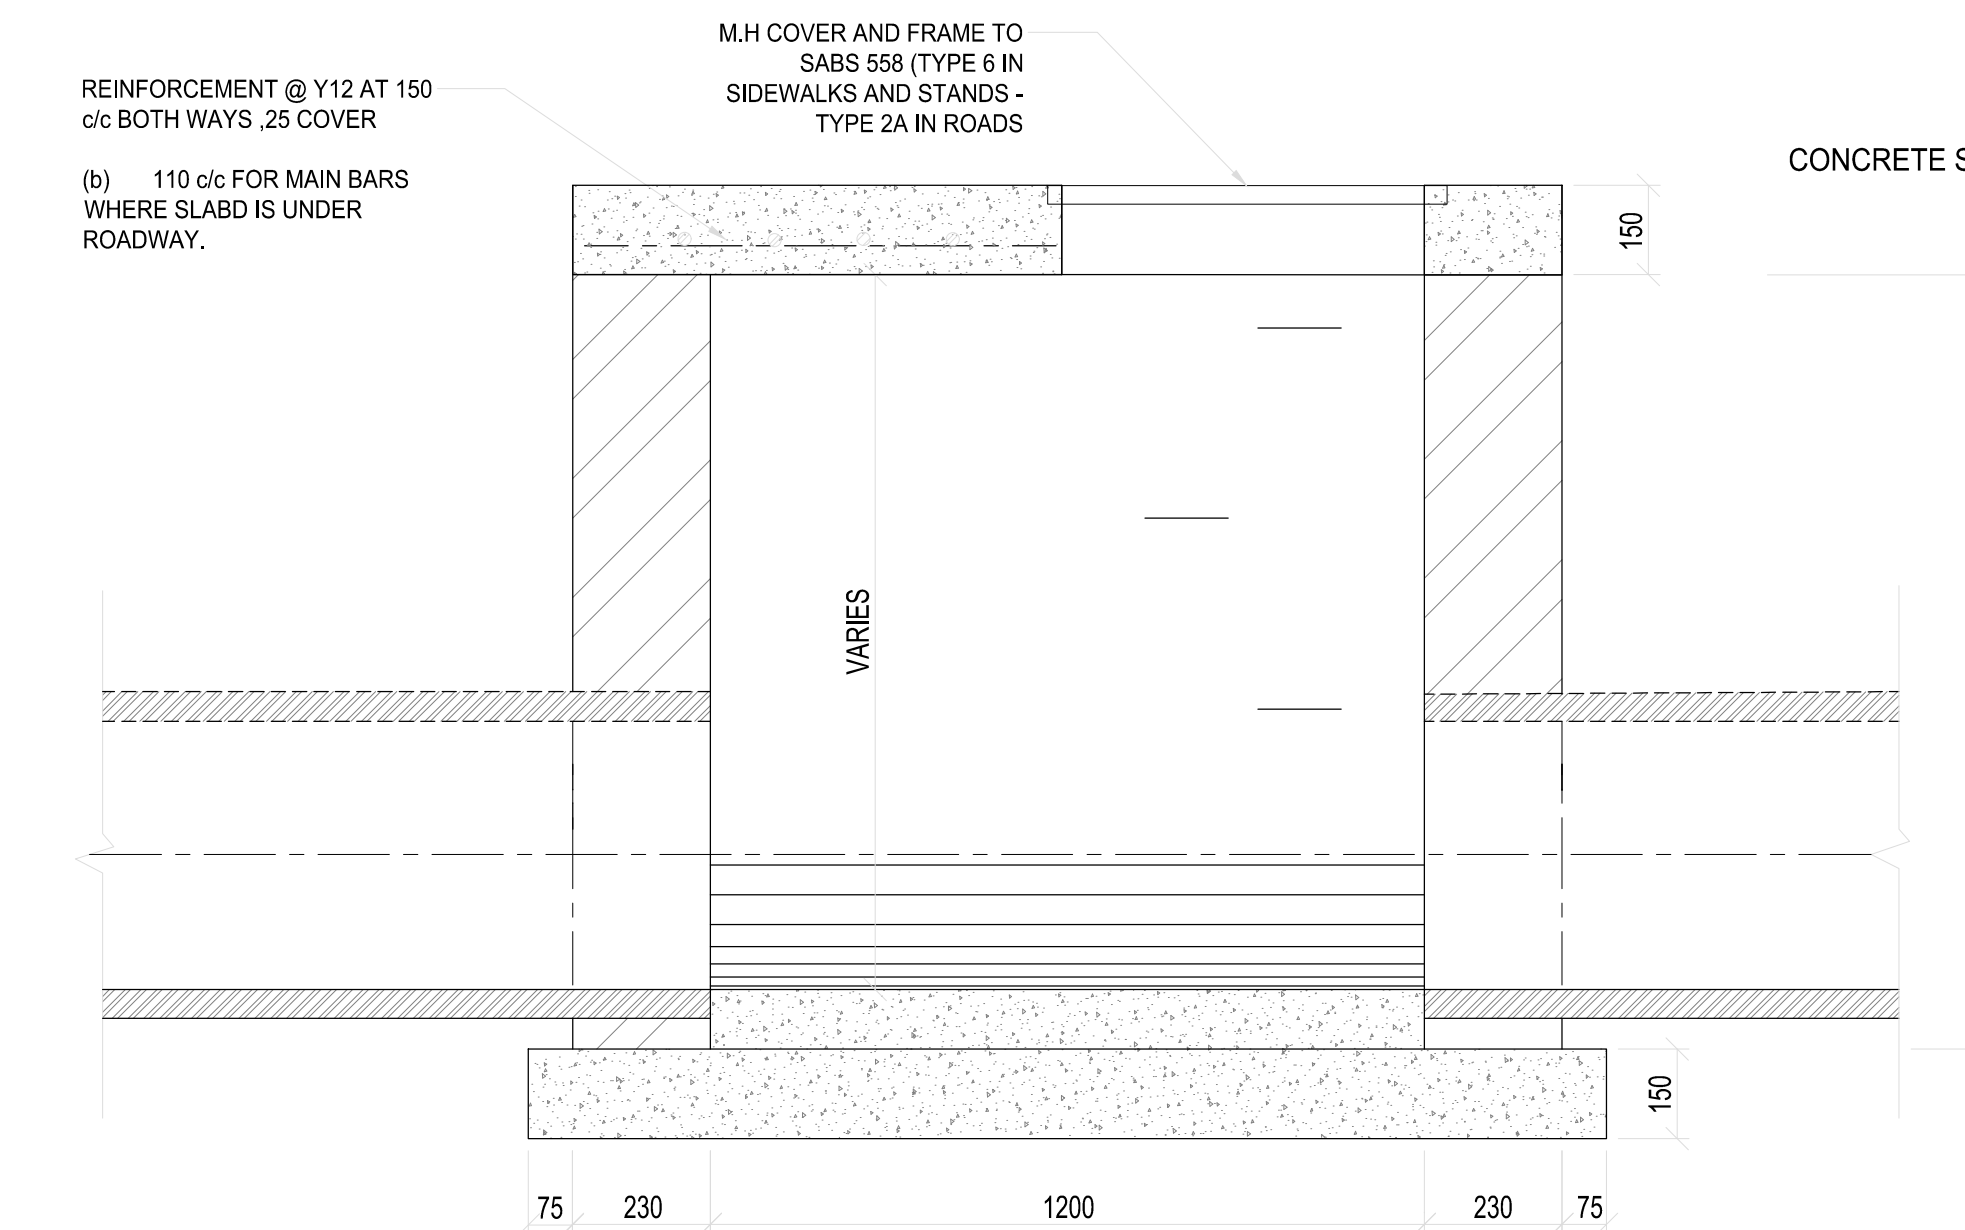 M.H COVER AND FRAME TO
SABS 558 (TYPE 6 IN
SIDEWALKS AND STANDS -
TYPE 2A IN ROADS
REINFORCEMENT @ Y12 AT 150
c/c BOTH WAYS ,25 COVER
(b) 110 c/c FOR MAIN BARS
WHERE SLABD IS UNDER
ROADWAY.
CONCRETE S
150
VARIES
150
75 230 1200 230 75